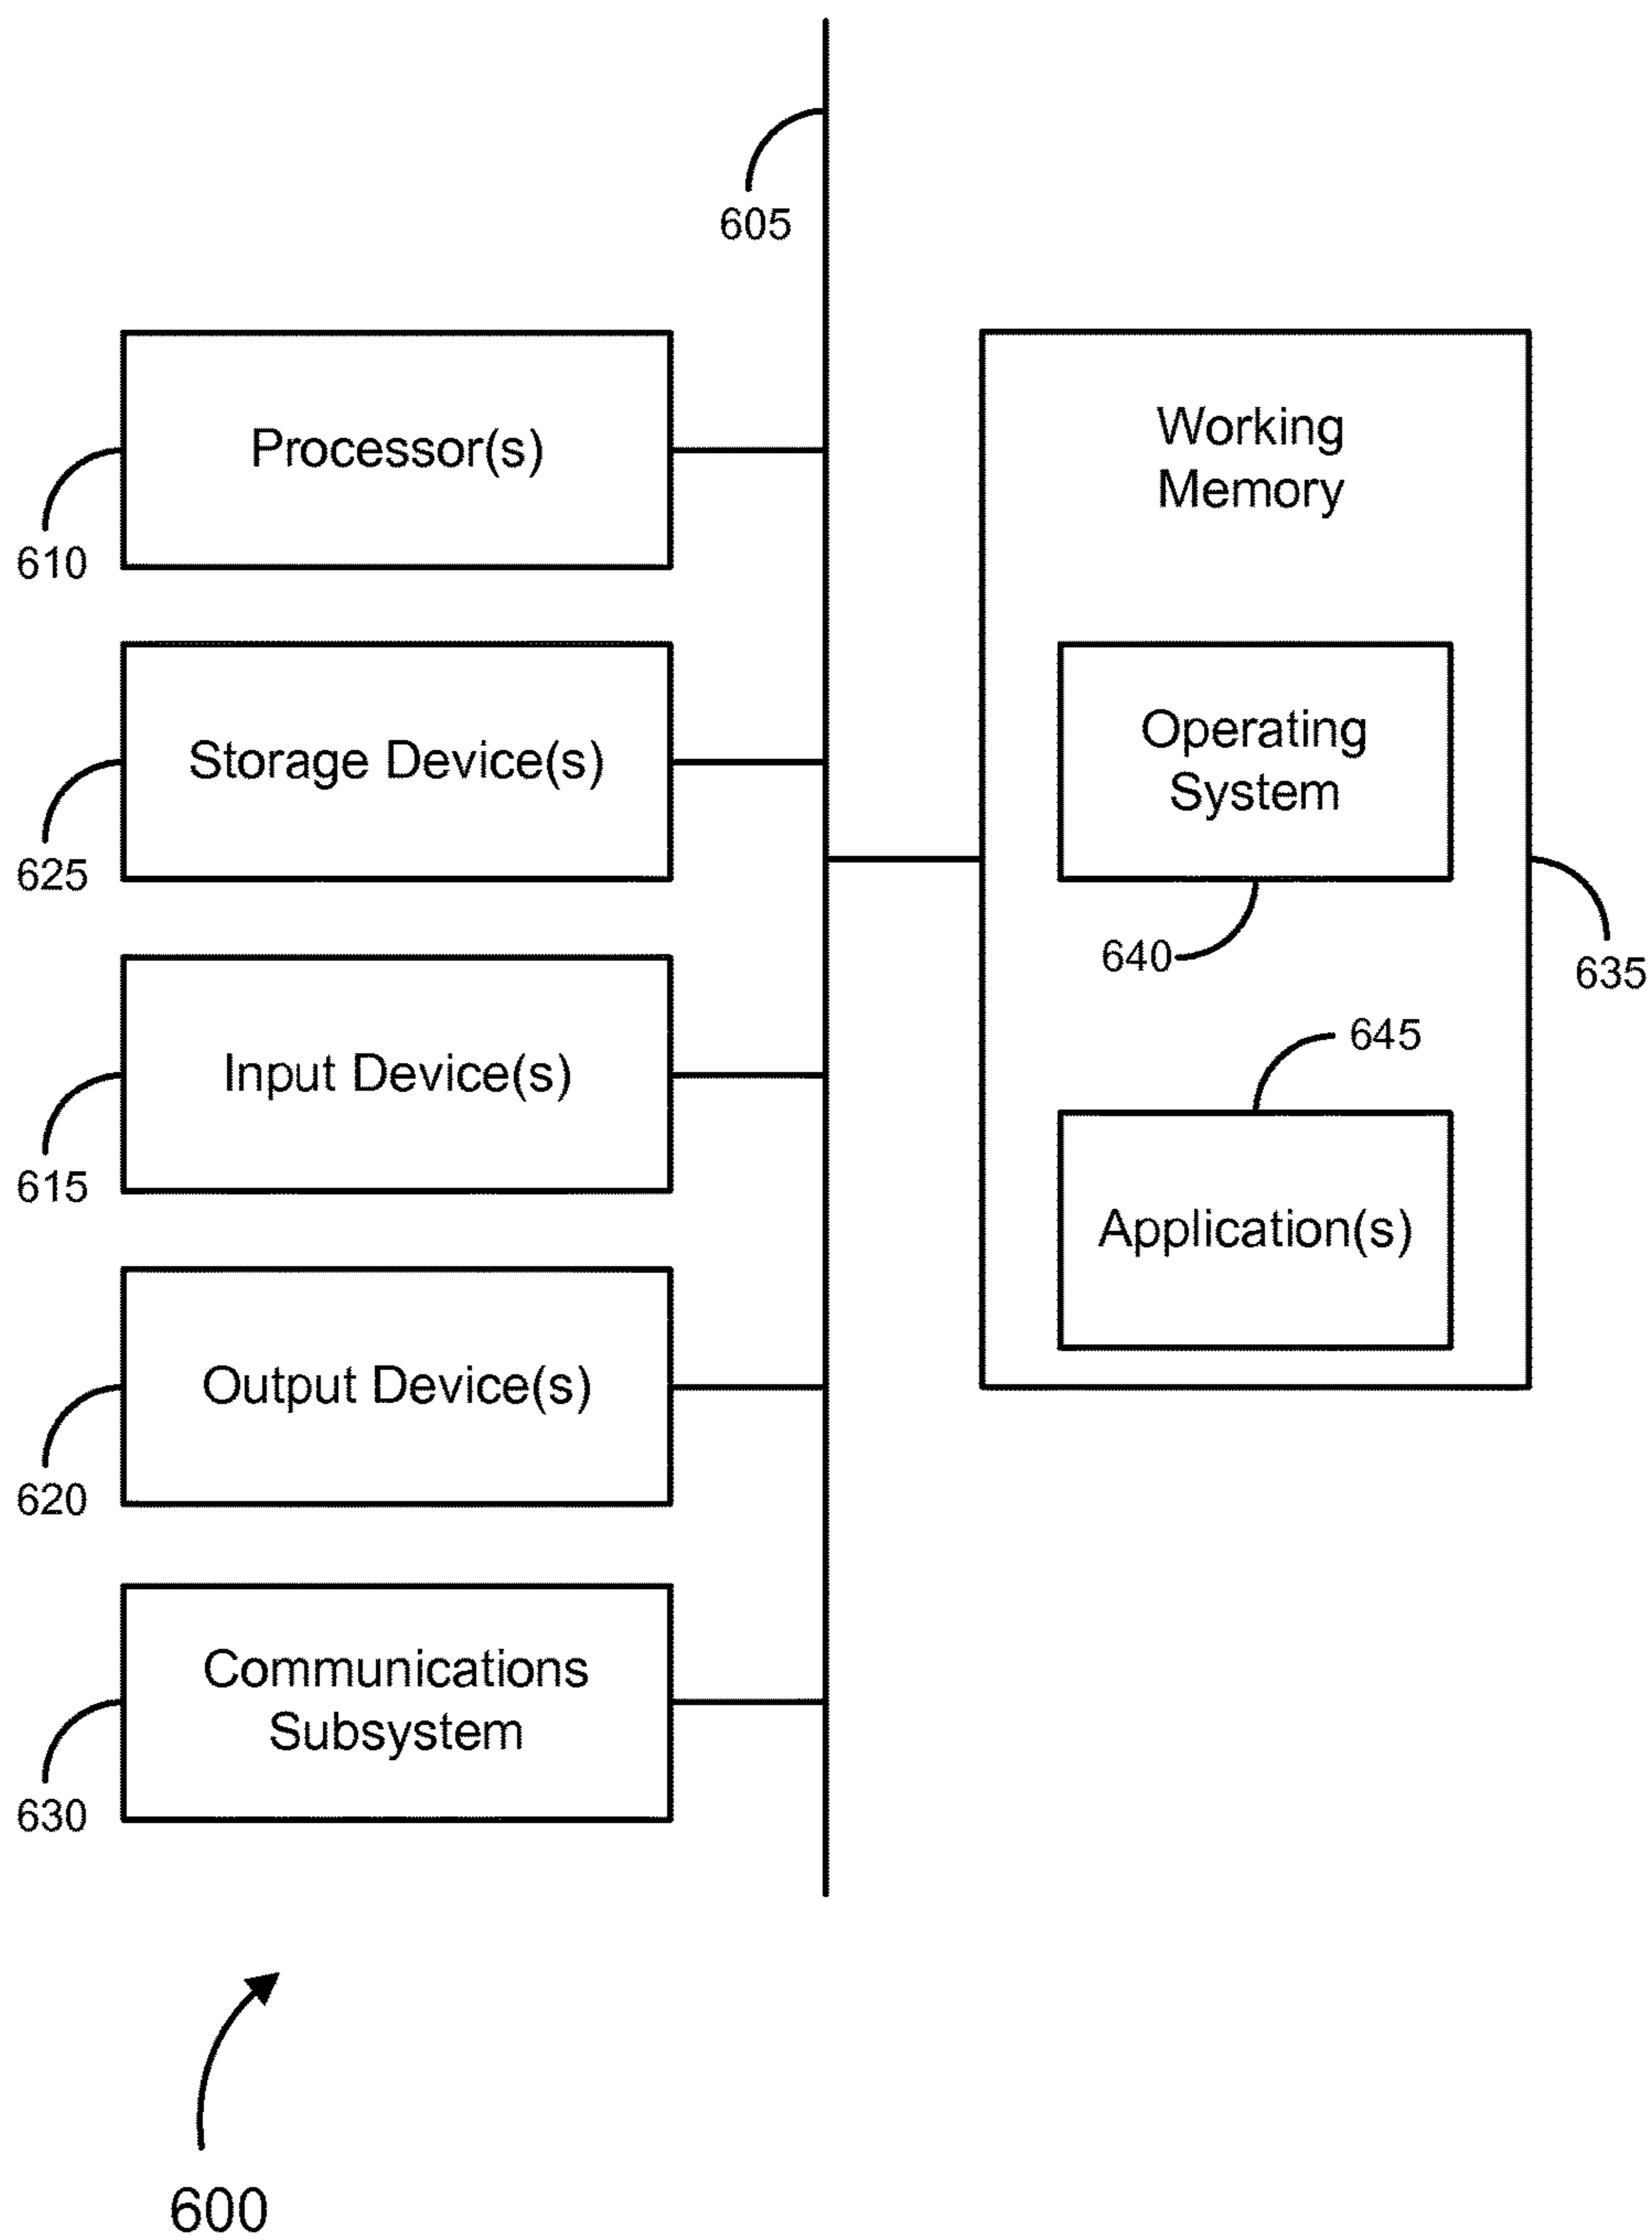 605
Processor(s)
610
Storage Device(s)
625
Input Device(s)
615
Output Device(s)
620
Communications
Subsystem
630
Working
Memory
Operating
System
640
635
645
Application(s)
600